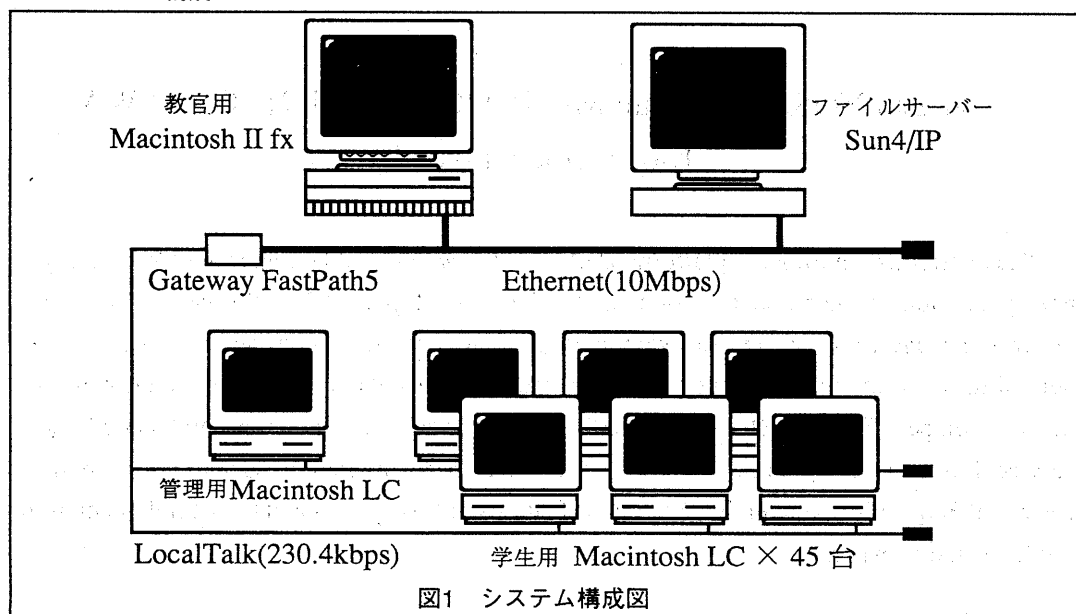 教官用
Macintosh II fx
ファイルサーバー
Sun4/IP
Gateway FastPath5
Ethernet(10Mbps)
管理用Macintosh LC
LocalTalk(230.4kbps)
学生用 Macintosh LC × 45 台
図1 システム構成図